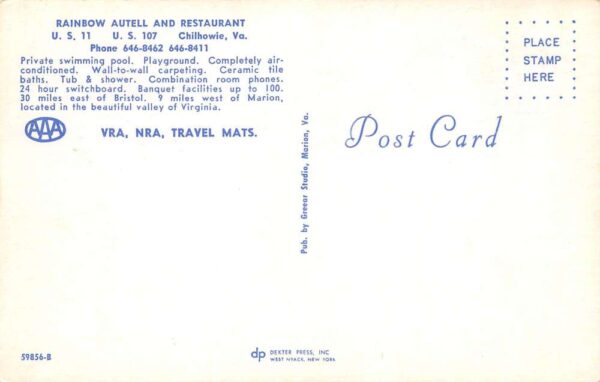 RAINBOW AUTELL AND RESTAURANT
U. S. 11 U. S. 107 Chilhowie, Va.
Phone 646-8462 646-8411
Private swimming pool. Playground. Completely air-
conditioned. Wall-to-wall carpeting. Ceramic tile
baths. Tub & shower. Combination room phones.
24 hour switchboard. Banquet facilities up to 100.
30 miles east of Bristol. 9 miles west of Marion,
located in the beautiful valley of Virginia.
AAA
VRA, NRA, TRAVEL MATS.
59856-B
Pub. by Greear Studio, Marion, Va.
dp DEXTER PRESS, INC
WEST NYACK, NEW YORK
Post Card
PLACE
STAMP
HERE